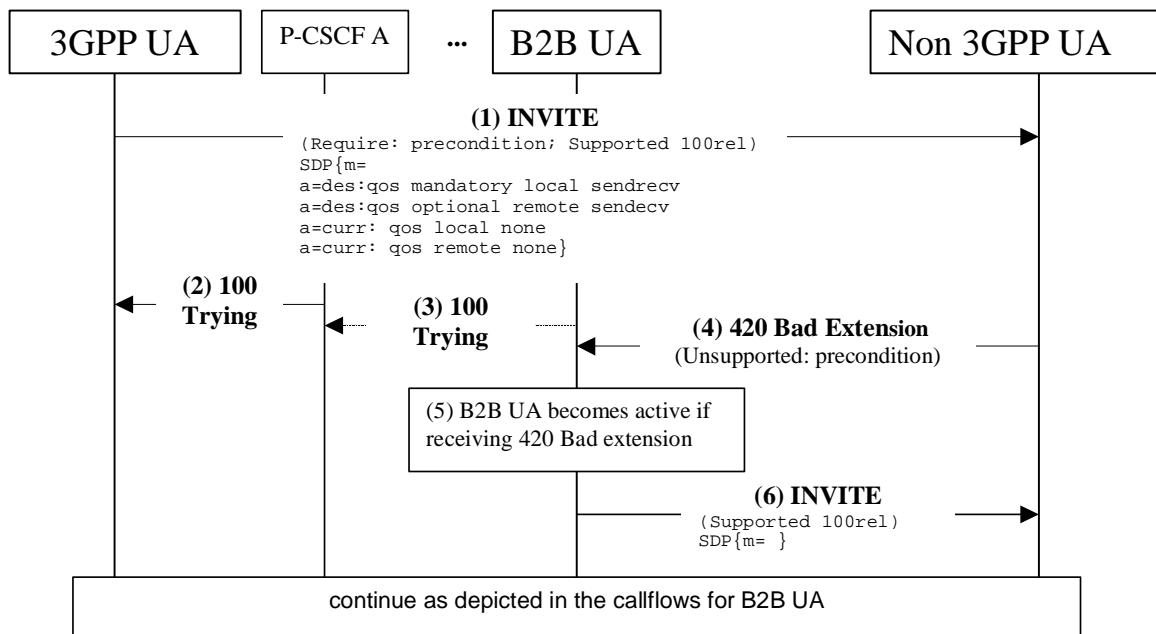 3GPP UA
P-CSCF A
...
B2B UA
Non 3GPP UA
(1) INVITE
(Require: precondition; Supported 100rel)
SDP{m=
a=des:qos mandatory local sendrecv
a=des:qos optional remote sendecv
a=curr: qos local none
a=curr: qos remote none}
(2) 100
Trying
(3) 100
Trying
(4) 420 Bad Extension
(Unsupported: precondition)
(5) B2B UA becomes active if
receiving 420 Bad extension
(6) INVITE
(Supported 100rel)
SDP{m= }
continue as depicted in the callflows for B2B UA